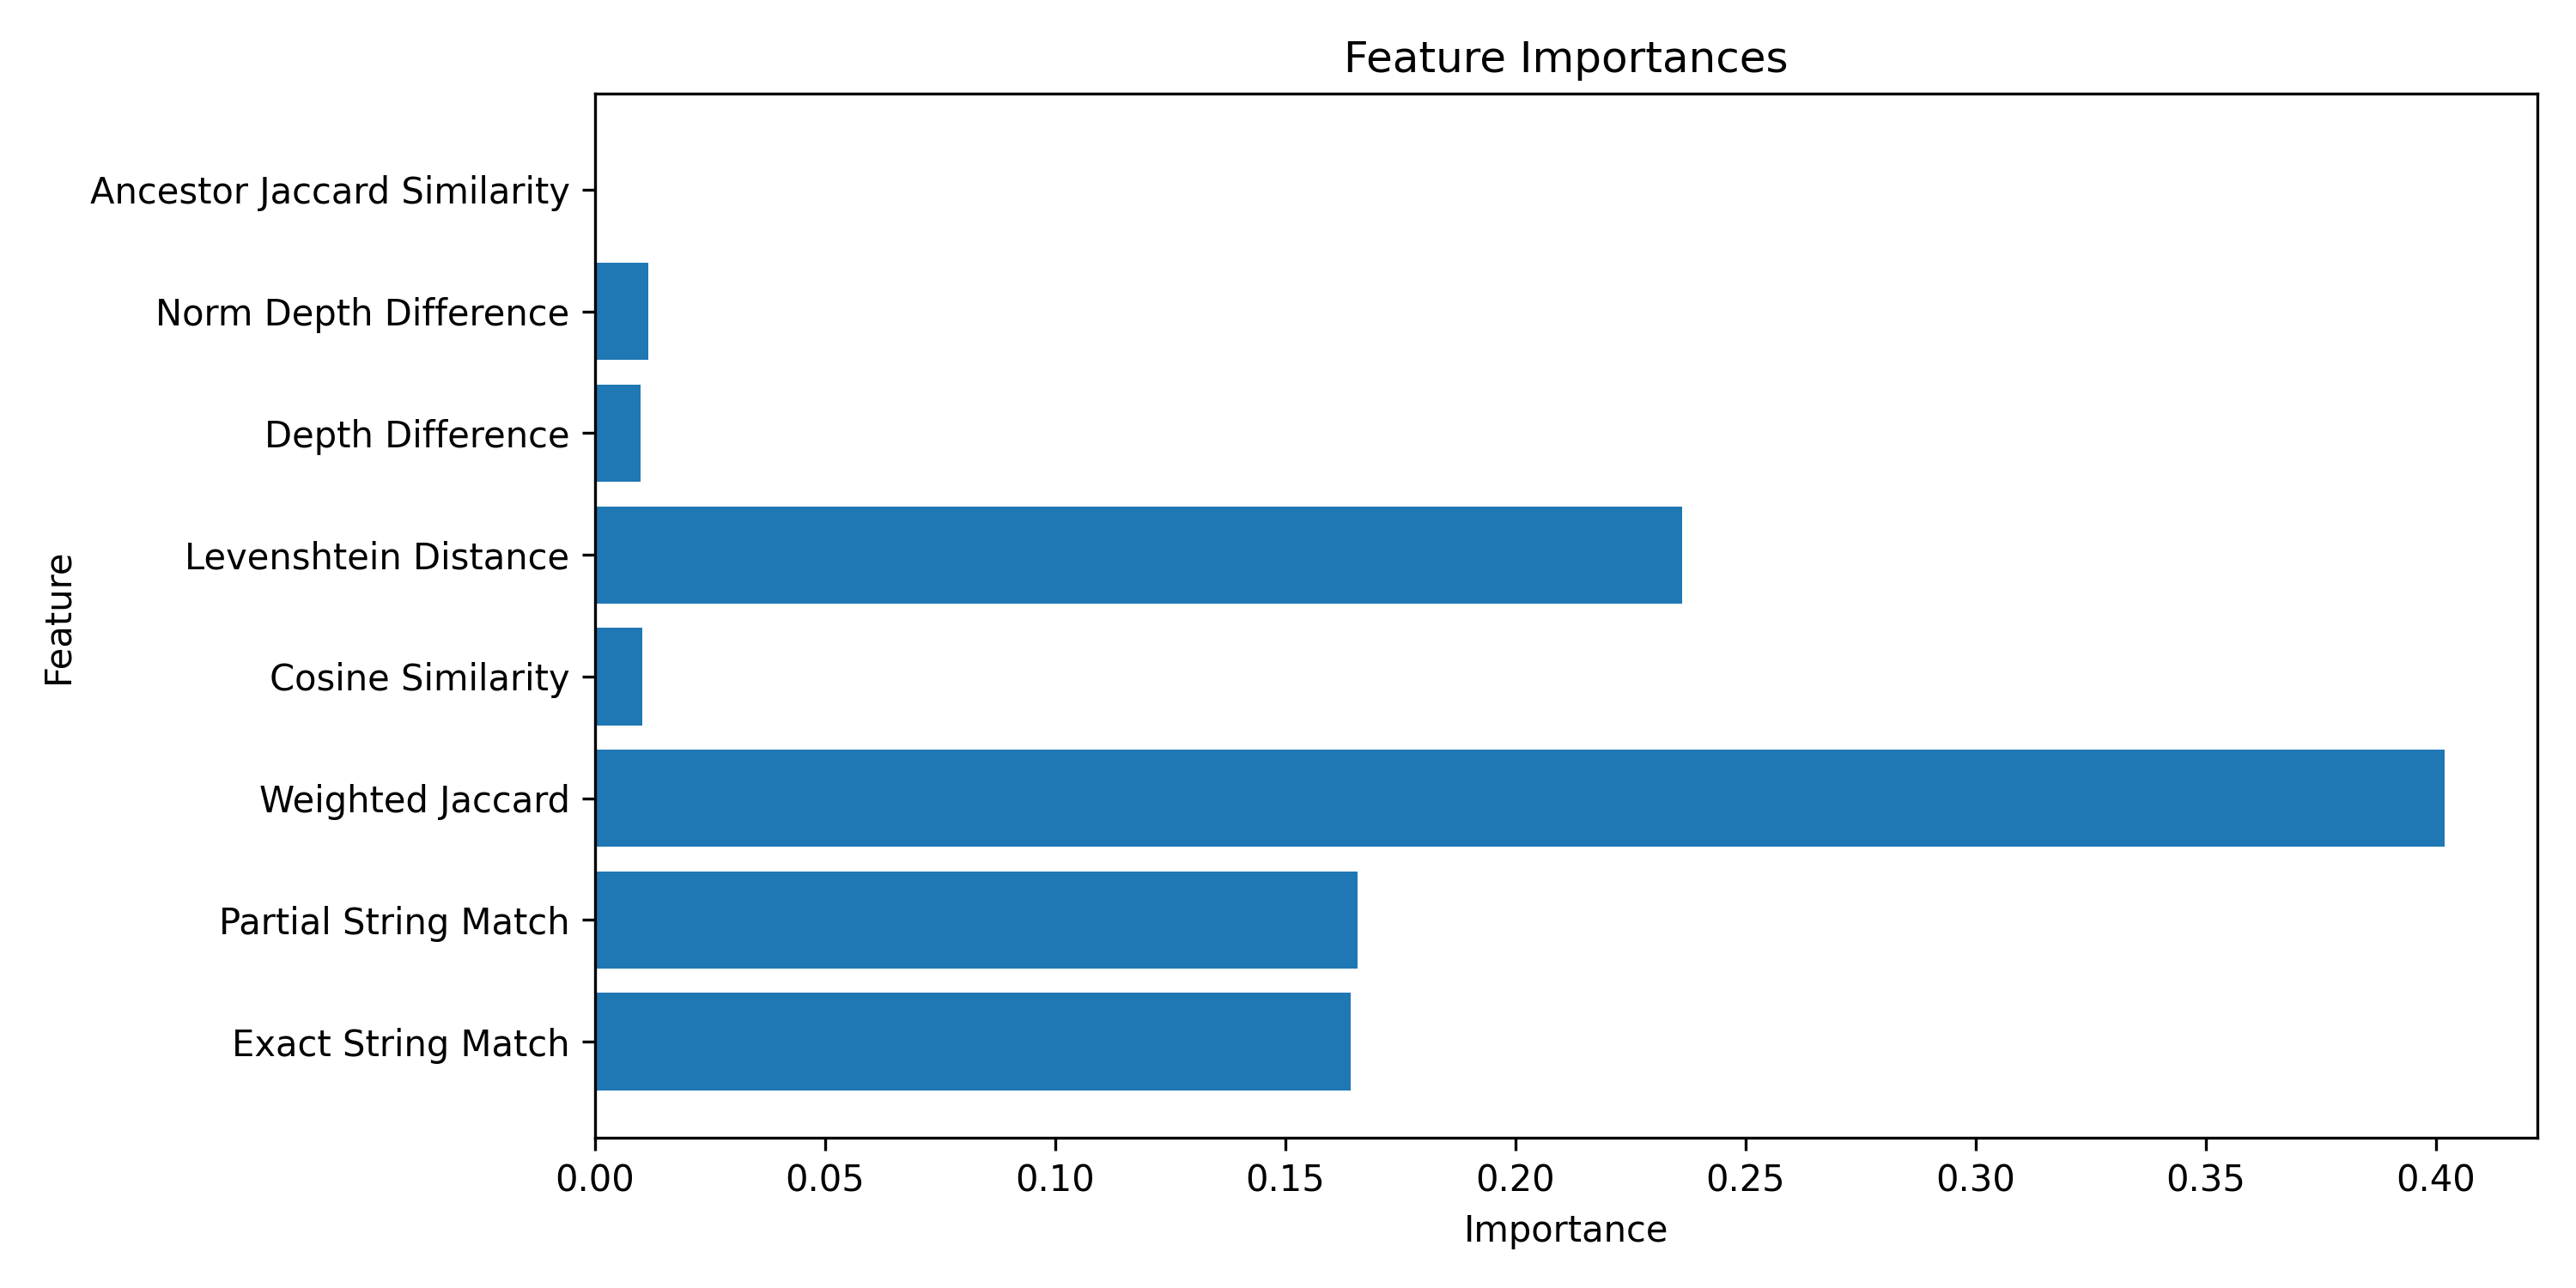 Feature Importances
Feature
Ancestor Jaccard Similarity
Norm Depth Difference
Depth Difference
Levenshtein Distance
Cosine Similarity
Weighted Jaccard
Partial String Match
Exact String Match
0.00 0.05 0.10 0.15 0.20 0.25 0.30 0.35 0.40
Importance